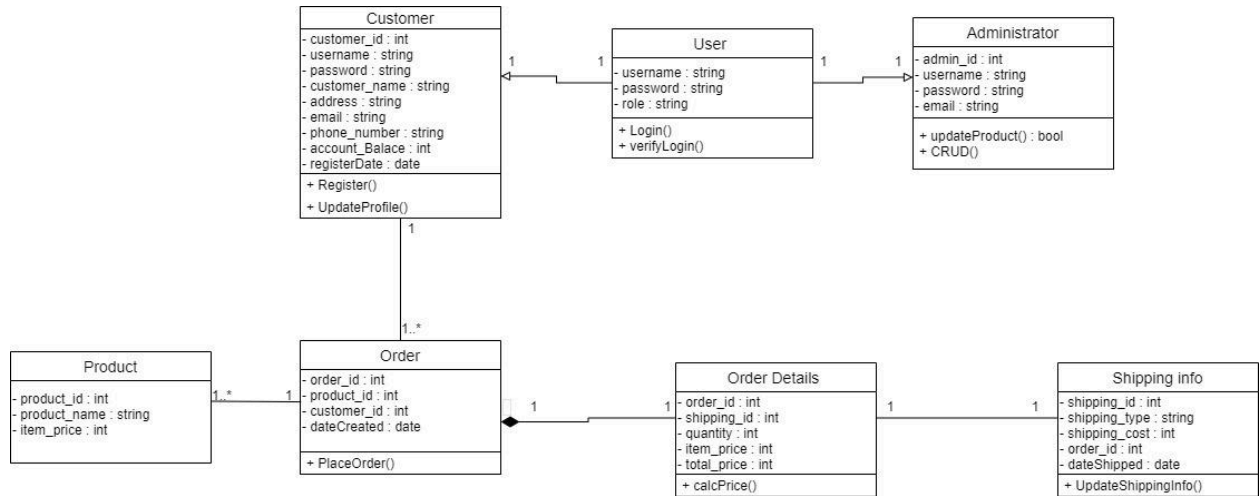 Customer
- customer_id : int
- username : string
- password : string
- customer_name : string
- address : string
- email : string
- phone_number : string
- account_Balace : int
- registerDate : date
+ Register()
+ UpdateProfile()
1
1
User
- username : string
- password : string
- role : string
+ Login()
+ verifyLogin()
1
1
Administrator
- admin_id : int
- username : string
- password : string
- email : string
+ updateProduct() : bool
+ CRUD()
1
1..*
Product
- product_id : int
- product_name : string
- item_price : int
1..*
1
Order
- order_id : int
- product_id : int
- customer_id : int
- dateCreated : date
+ PlaceOrder()
1
1
Order Details
- order_id : int
- shipping_id : int
- quantity : int
- item_price : int
- total_price : int
+ calcPrice()
1
1
Shipping info
- shipping_id : int
- shipping_type : string
- shipping_cost : int
- order_id : int
- dateShipped : date
+ UpdateShippingInfo()